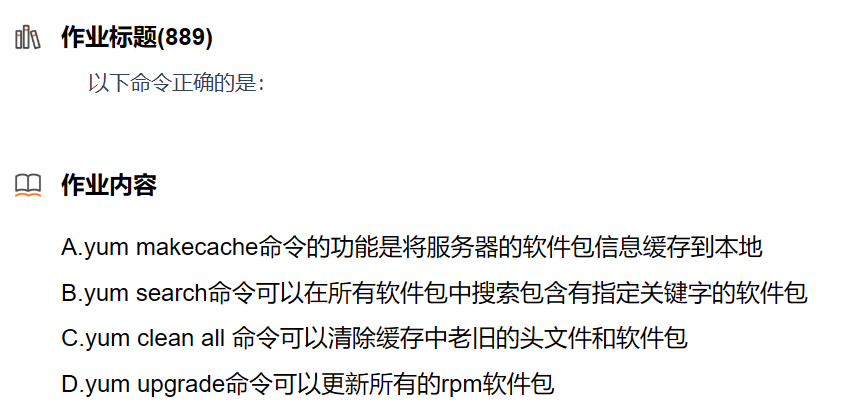 作业标题(889)
以下命令正确的是：
作业内容
A.yum makecache命令的功能是将服务器的软件包信息缓存到本地
B.yum search命令可以在所有软件包中搜索包含有指定关键字的软件包
C.yum clean all 命令可以清除缓存中老旧的头文件和软件包
D.yum upgrade命令可以更新所有的rpm软件包